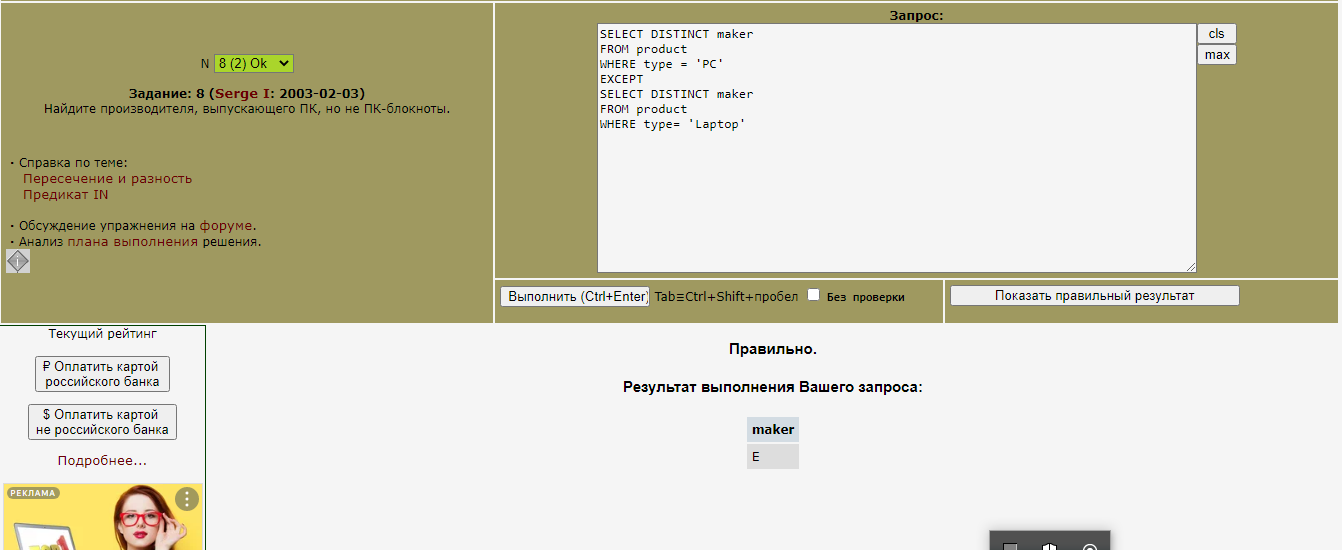 N 8 (2) Ok
Задание: 8 (Serge I: 2003-02-03)
Найдите производителя, выпускающего ПК, но не ПК-блокноты.
· Справка по теме:
Пересечение и разность
Предикат IN
· Обсуждение упражнения на форуме.
· Анализ плана выполнения решения.
Запрос:
SELECT DISTINCT maker
FROM product
WHERE type = 'PC'
EXCEPT
SELECT DISTINCT maker
FROM product
WHERE type= 'Laptop'
cls
max
Выполнить (Ctrl+Enter) Tab≡Ctrl+Shift+пробел Без проверки
Показать правильный результат
Текущий рейтинг
₽ Оплатить картой
российского банка
$ Оплатить картой
не российского банка
Подробнее...
РЕКЛАМА
Правильно.
Результат выполнения Вашего запроса:
maker
E